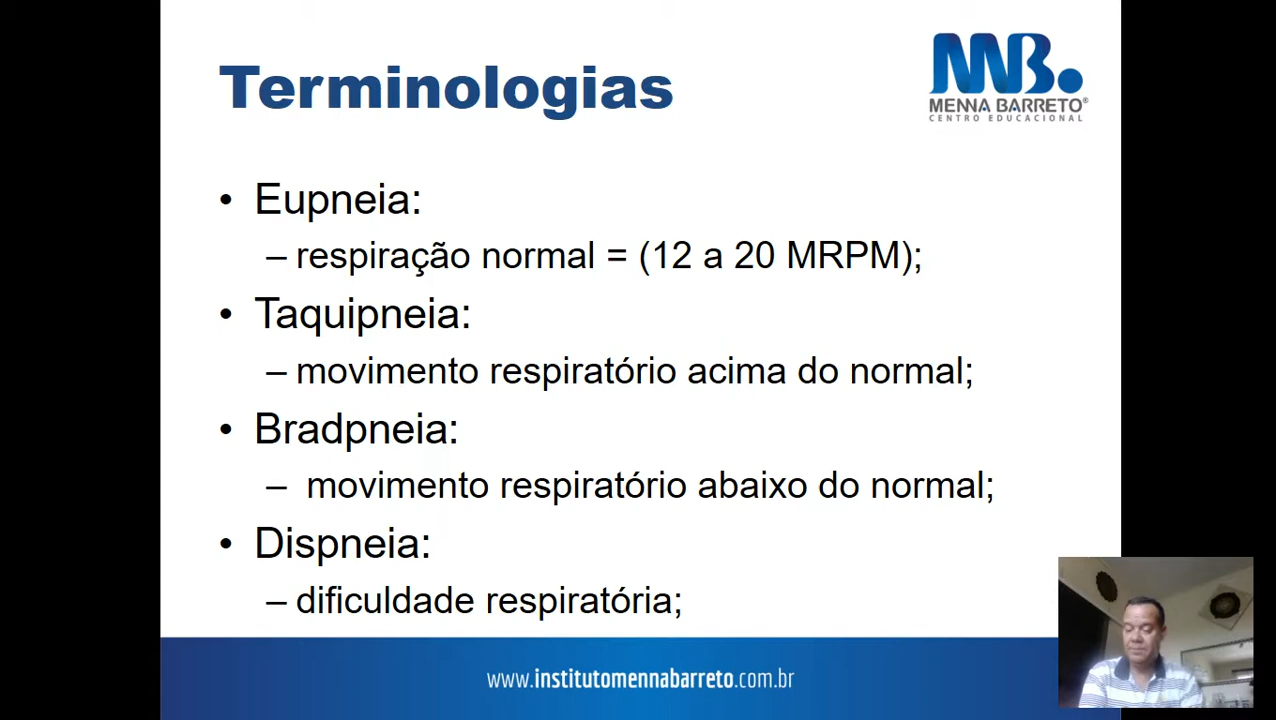 Terminologias
MENNA BARRETO®
CENTRO EDUCACIONAL
• Eupneia:
– respiração normal = (12 a 20 MRPM);
• Taquipneia:
– movimento respiratório acima do normal;
• Bradpneia:
– movimento respiratório abaixo do normal;
• Dispneia:
– dificuldade respiratória;
www.institutomennabarreto.com.br